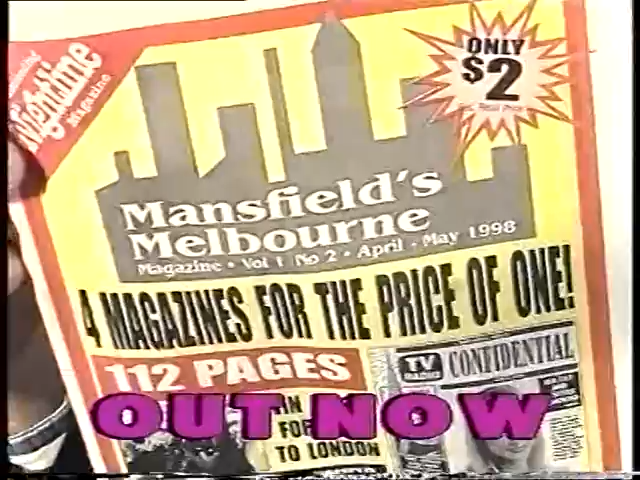 Nightime
Magazine
ONLY
$2
Mansfield's
Melbourne
Magazine • Vol 1 No 2 • April - May 1998
4 MAGAZINES FOR THE PRICE OF ONE!
112 PAGES
TV
CONFIDENTIAL
IN
FOR
TO LONDON
OUT NOW